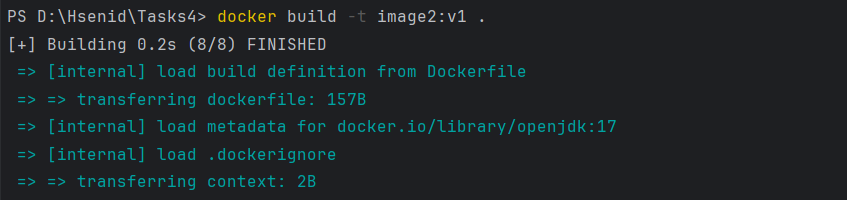 PS D:\Hsenid\Tasks4> docker build -t image2:v1 .
[+] Building 0.2s (8/8) FINISHED
=> [internal] load build definition from Dockerfile
=> => transferring dockerfile: 157B
=> [internal] load metadata for docker.io/library/openjdk:17
=> [internal] load .dockerignore
=> => transferring context: 2B